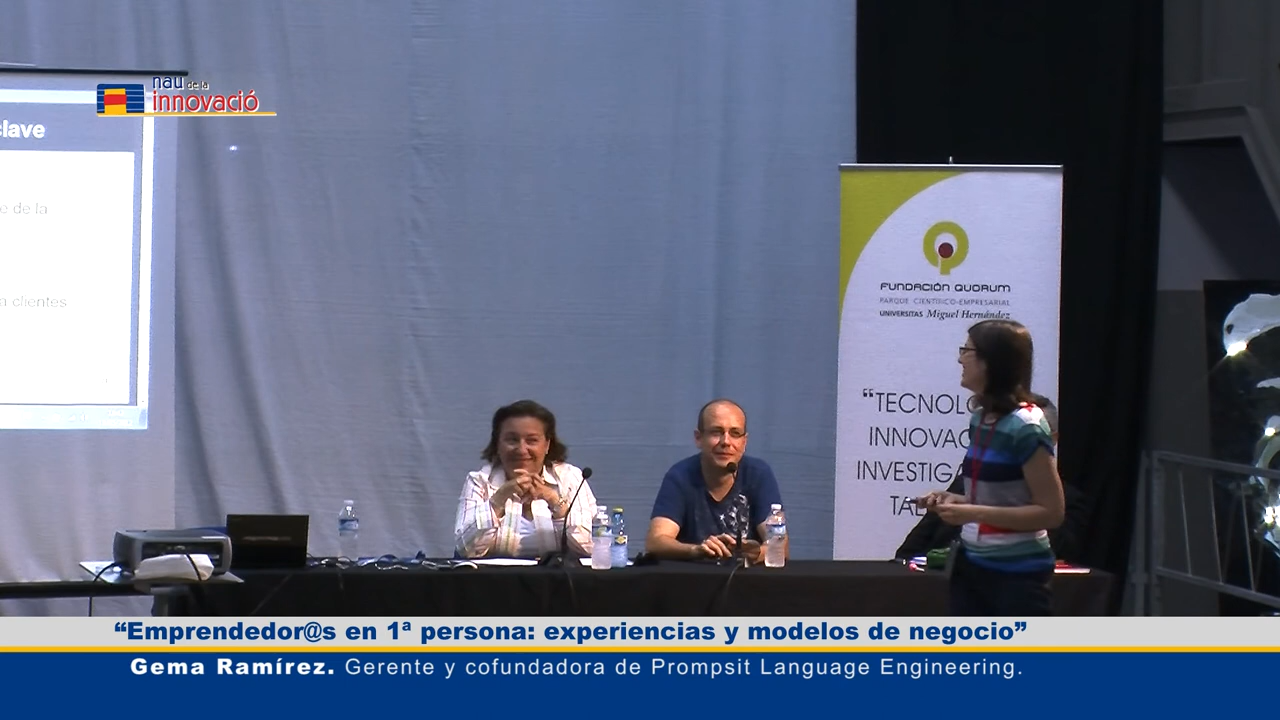 nau de la
innovació
clave
e de la
a clientes
FUNDACIÓN QUORUM
PARQUE CIENTÍFICO-EMPRESARIAL
UNIVERSITAS Miguel Hernández
“TECNOLO
INNOVAC
INVESTIGA
TAL
“Emprendedor@s en 1ª persona: experiencias y modelos de negocio”
Gema Ramírez. Gerente y cofundadora de Prompsit Language Engineering.